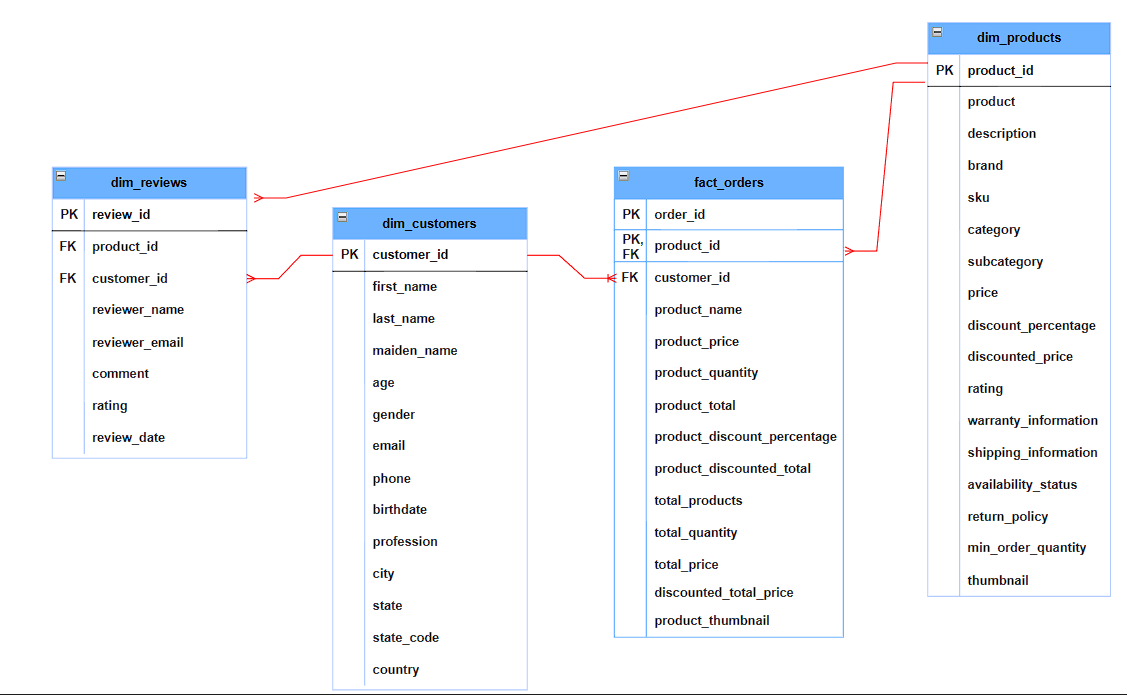 dim_products
PK product_id
product
description
brand
sku
category
subcategory
price
discount_percentage
discounted_price
rating
warranty_information
shipping_information
availability_status
return_policy
min_order_quantity
thumbnail
dim_reviews
PK review_id
FK product_id
FK customer_id
reviewer_name
reviewer_email
comment
rating
review_date
dim_customers
PK customer_id
first_name
last_name
maiden_name
age
gender
email
phone
birthdate
profession
city
state
state_code
country
fact_orders
PK order_id
PK,
FK product_id
FK customer_id
product_name
product_price
product_quantity
product_total
product_discount_percentage
product_discounted_total
total_products
total_quantity
total_price
discounted_total_price
product_thumbnail